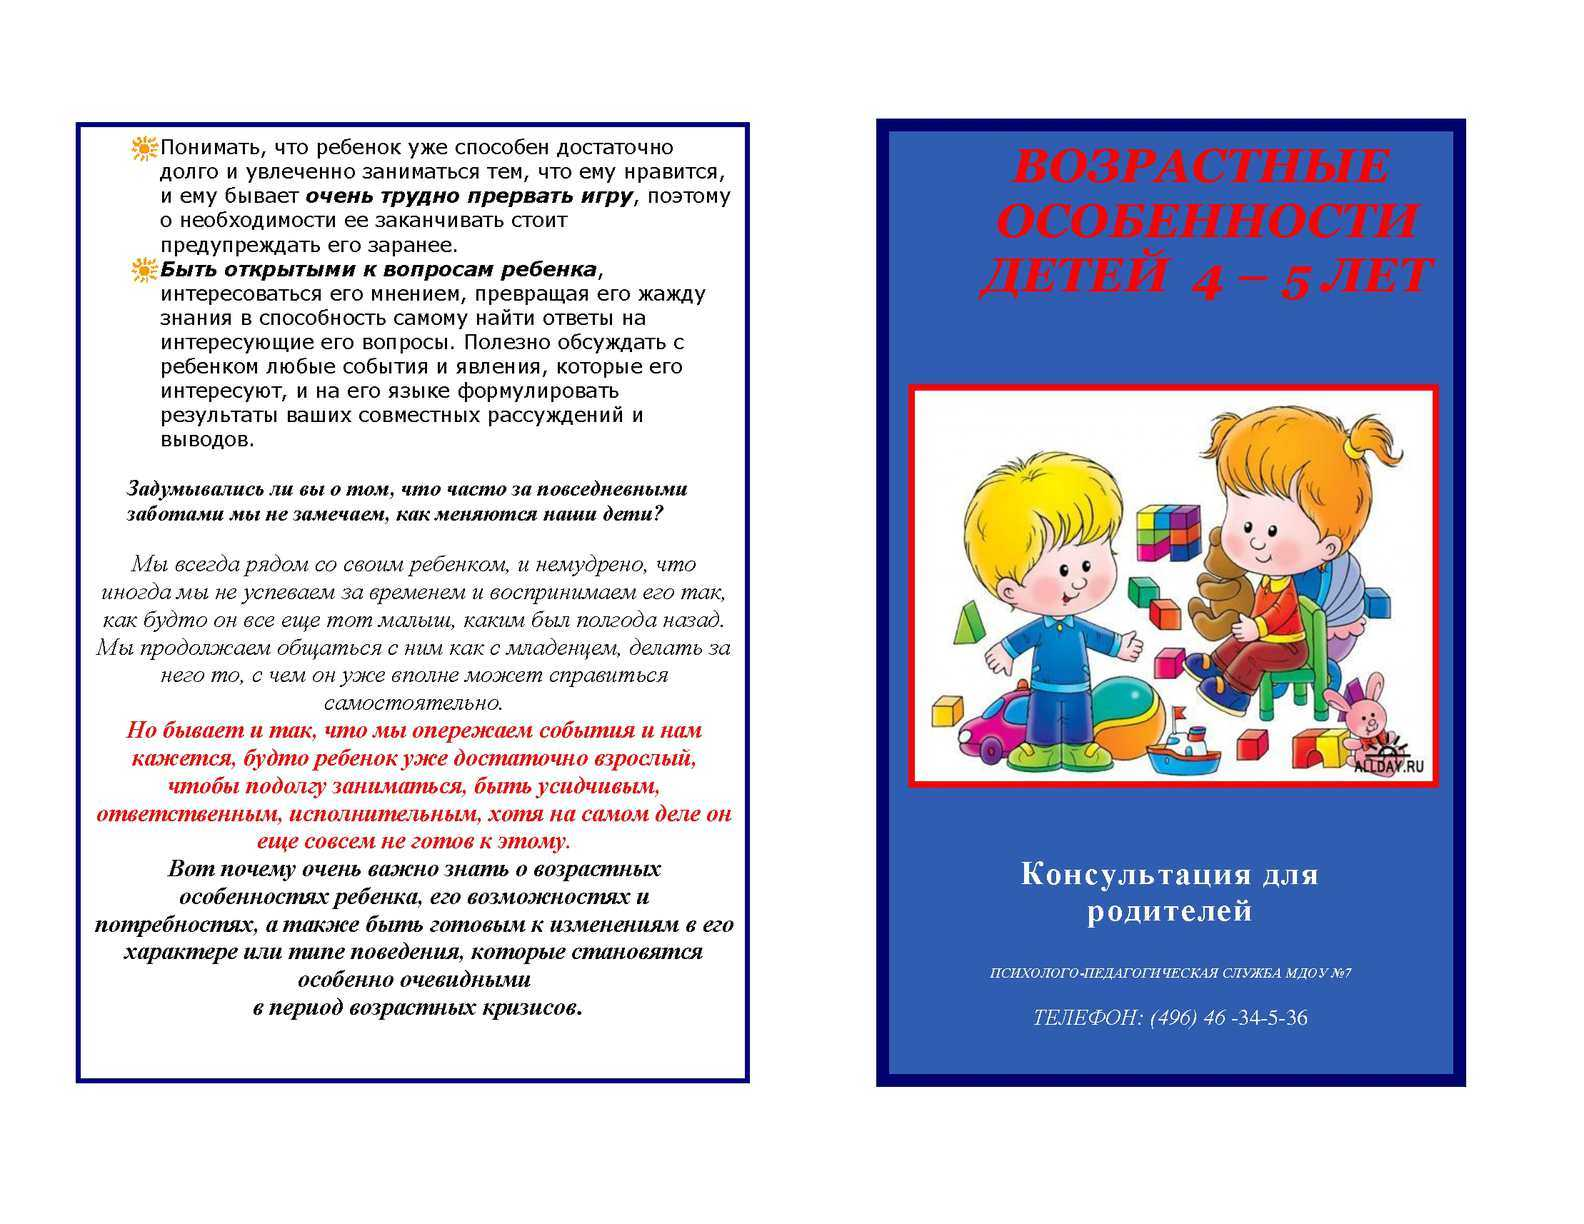 Понимать, что ребенок уже способен достаточно
долго и увлеченно заниматься тем, что ему нравится,
и ему бывает очень трудно прервать игру, поэтому
о необходимости ее заканчивать стоит
предупреждать его заранее.
Быть открытыми к вопросам ребенка,
интересоваться его мнением, превращая его жажду
знания в способность самому найти ответы на
интересующие его вопросы. Полезно обсуждать с
ребенком любые события и явления, которые его
интересуют, и на его языке формулировать
результаты ваших совместных рассуждений и
выводов.
Задумывались ли вы о том, что часто за повседневными
заботами мы не замечаем, как меняются наши дети?
Мы всегда рядом со своим ребенком, и немудрено, что
иногда мы не успеваем за временем и воспринимаем его так,
как будто он все еще тот малыш, каким был полгода назад.
Мы продолжаем общаться с ним как с младенцем, делать за
него то, с чем он уже вполне может справиться
самостоятельно.
Но бывает и так, что мы опережаем события и нам
кажется, будто ребенок уже достаточно взрослый,
чтобы подолгу заниматься, быть усидчивым,
ответственным, исполнительным, хотя на самом деле он
еще совсем не готов к этому.
Вот почему очень важно знать о возрастных
особенностях ребенка, его возможностях и
потребностях, а также быть готовым к изменениям в его
характере или типе поведения, которые становятся
особенно очевидными
в период возрастных кризисов.
ВОЗРАСТНЫЕ
ОСОБЕННОСТИ
ДЕТЕЙ 4 – 5 ЛЕТ
ALLDAY.RU
Консультация для
родителей
ПСИХОЛОГО-ПЕДАГОГИЧЕСКАЯ СЛУЖБА МДОУ №7
ТЕЛЕФОН: (496) 46 -34-5-36